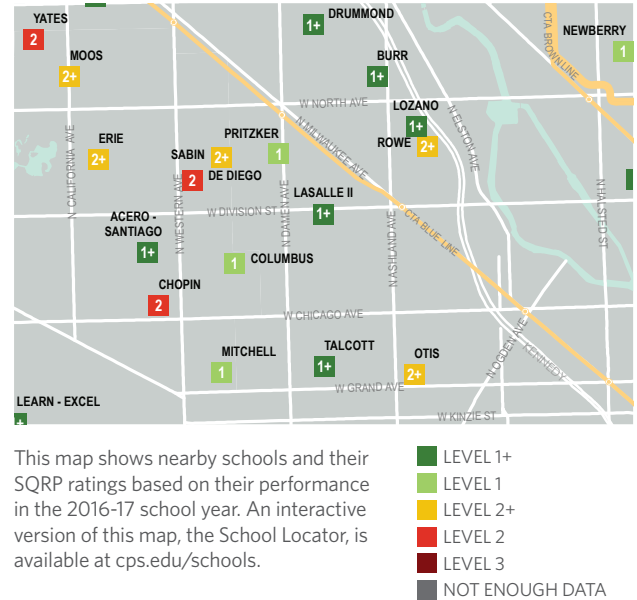 YATES
2
MOOS
2+
DRUMMOND
1+
NEWBERRY
1
CTA BROWNLINE
BURR
1+
W NORTH AVE
LOZANO
1+
ROWE
2+
N ELSTON AVE
N MILWAUKEE AVE
PRITZKER
1
ERIE
2+
SABIN
2+
DE DIEGO
2
N CALIFORNIA AVE
N WESTERN AVE
N DAMEN AVE
N ASHLAND AVE
N HALSTED ST
LASALLE II
1+
W DIVISION ST
CTA BLUE LINE
ACERO -
SANTIAGO
1+
COLUMBUS
1
CHOPIN
2
W CHICAGO AVE
MITCHELL
1
TALCOTT
1+
OTIS
2+
N OGDEN AVE
KENNEDY
W GRAND AVE
LEARN - EXCEL
+
W KINZIE ST
This map shows nearby schools and their
SQRP ratings based on their performance
in the 2016-17 school year. An interactive
version of this map, the School Locator, is
available at cps.edu/schools.
LEVEL 1+
LEVEL 1
LEVEL 2+
LEVEL 2
LEVEL 3
NOT ENOUGH DATA